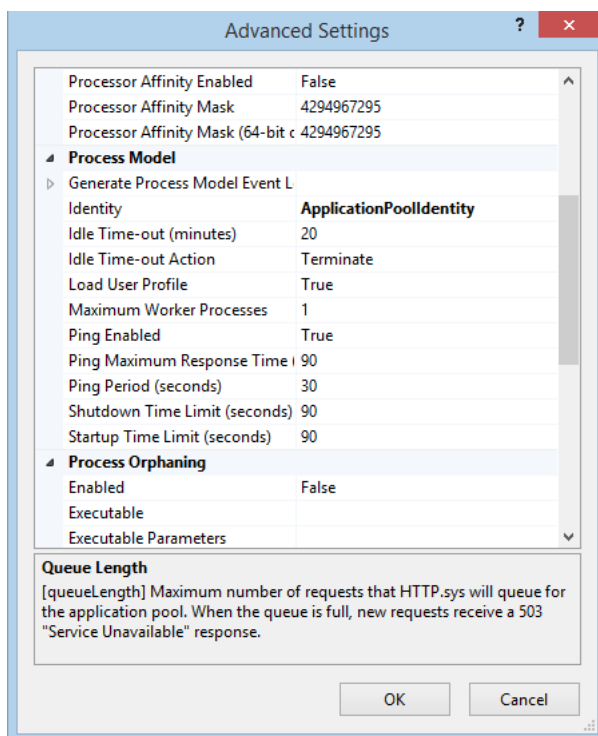 Advanced Settings
?
Processor Affinity Enabled False
Processor Affinity Mask 4294967295
Processor Affinity Mask (64-bit c 4294967295
Process Model
Generate Process Model Event L
Identity ApplicationPoolIdentity
Idle Time-out (minutes) 20
Idle Time-out Action Terminate
Load User Profile True
Maximum Worker Processes 1
Ping Enabled True
Ping Maximum Response Time ( 90
Ping Period (seconds) 30
Shutdown Time Limit (seconds) 90
Startup Time Limit (seconds) 90
Process Orphaning
Enabled False
Executable
Executable Parameters
Queue Length
[queueLength] Maximum number of requests that HTTP.sys will queue for
the application pool. When the queue is full, new requests receive a 503
"Service Unavailable" response.
OK Cancel